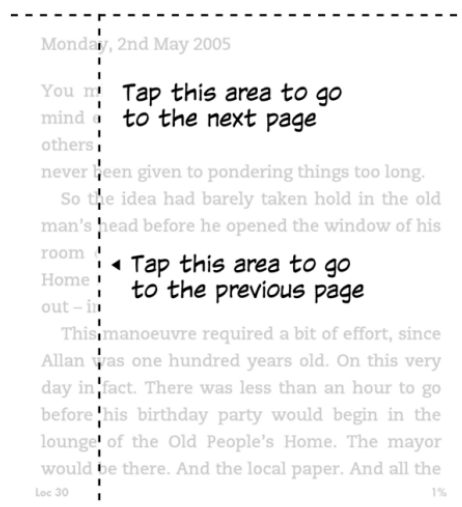 Monday, 2nd May 2005
You m
Tap this area to go
to the next page
mind
others
never been given to pondering things too long.
So the idea had barely taken hold in the old
man's head before he opened the window of his
room
Tap this area to go
to the previous page
Home
out – in
This manoeuvre required a bit of effort, since
Allan was one hundred years old. On this very
day in fact. There was less than an hour to go
before his birthday party would begin in the
lounge of the Old People's Home. The mayor
would be there. And the local paper. And all the
Loc 30
1%